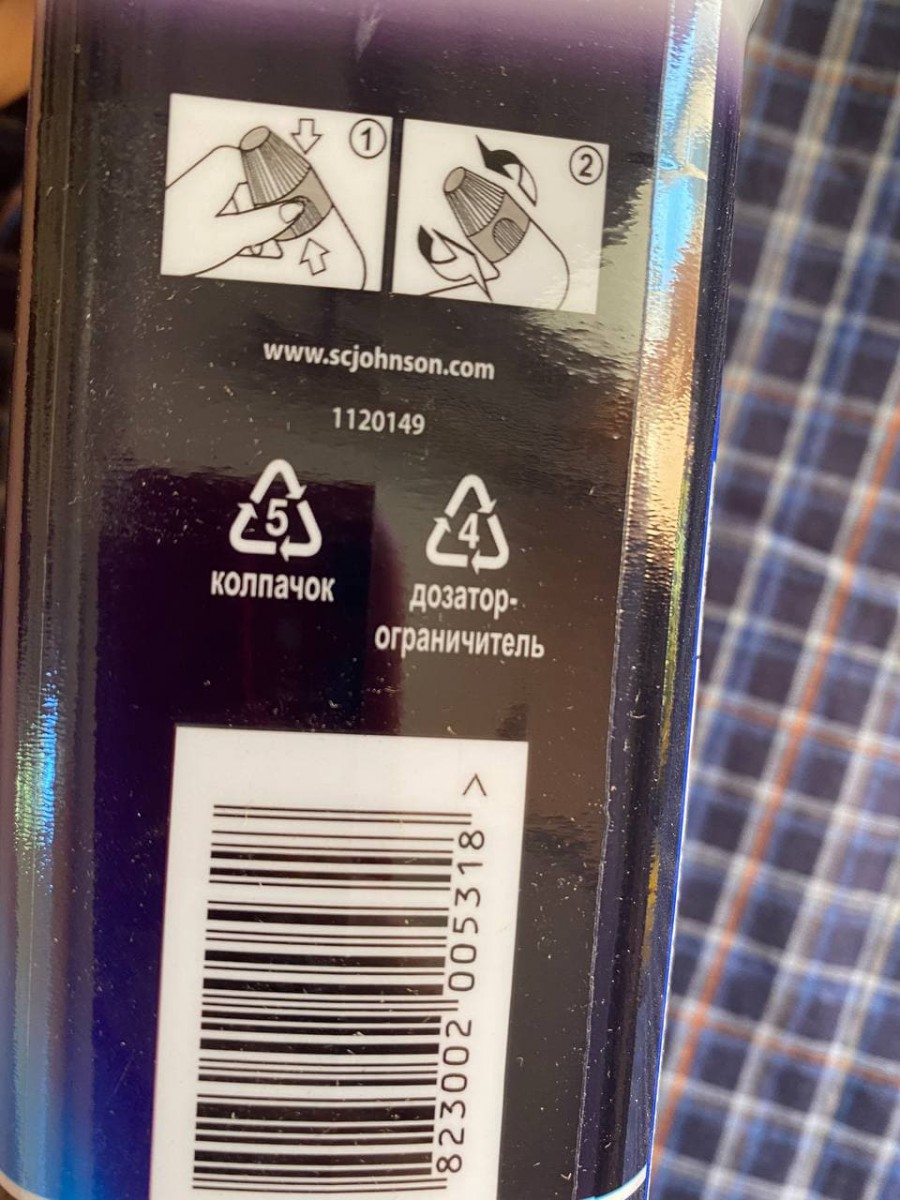 1
2
www.scjohnson.com
1120149
5
4
колпачок
дозатор-
ограничитель
823002 005318 >